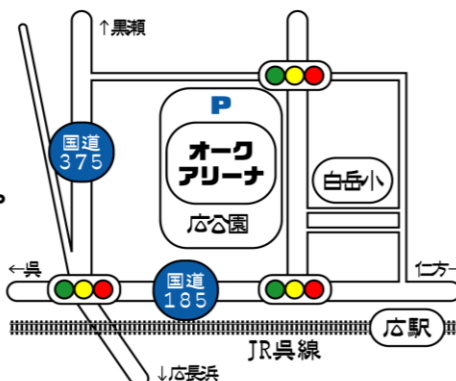 ↑黒瀬
P
国道
375
オーク
アリーナ
白岳小
広公園
←呉
国道
185
仁方→
広駅
JR呉線
↓広長浜